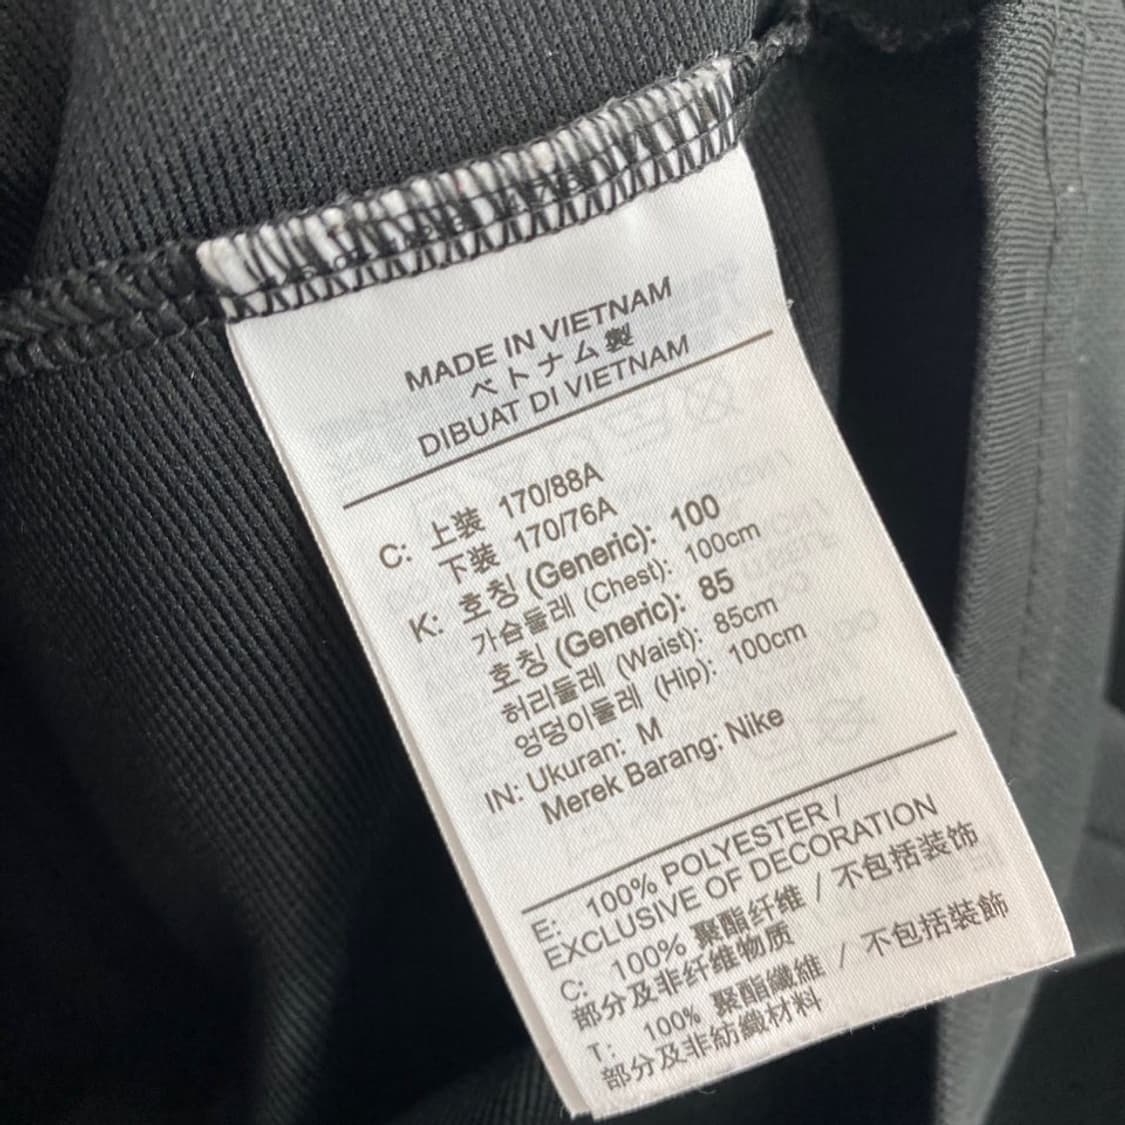 MADE IN VIETNAM
ベトナム製
DIBUAT DI VIETNAM
C: 上装 170/88A
下装 170/76A
K: 호칭 (Generic): 100
가슴둘레 (Chest): 100cm
호칭 (Generic): 85
허리둘레 (Waist): 85cm
엉덩이둘레 (Hip): 100cm
IN: Ukuran: M
Merek Barang: Nike
E: 100% POLYESTER /
EXCLUSIVE OF DECORATION
C: 100% 聚酯纤维 / 不包括装饰
部分及非纤维物质
T: 100% 聚酯纖維 / 不包括裝飾
部分及非紡織材料